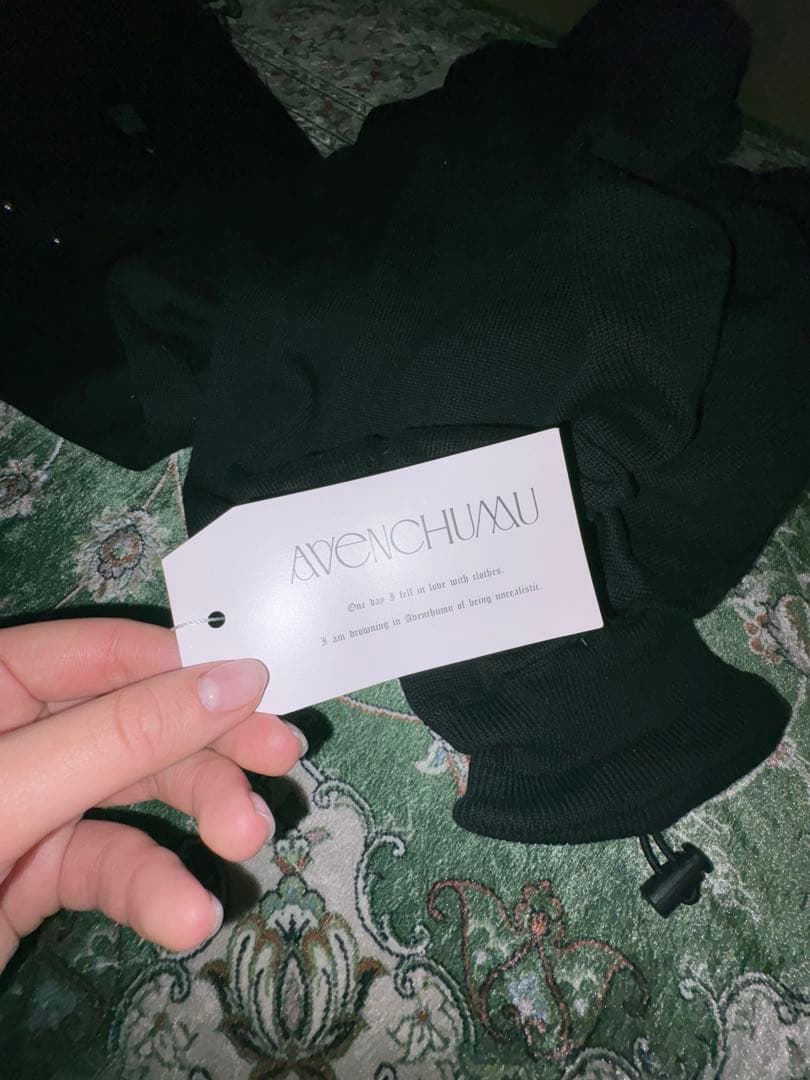 AVENCHUMU
One day I fell in love with clothes.
I am drowning in Avenchumu of being unrealistic.